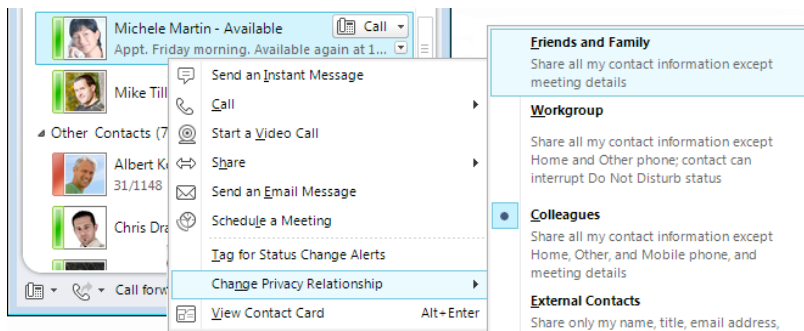 Michele Martin - Available
Call
Appt. Friday morning. Available again at 1...
Mike Till
Other Contacts (7
Albert K
31/1148
Chris Dra
Call forw
Send an Instant Message
Call
Start a Video Call
Share
Send an Email Message
Schedule a Meeting
Tag for Status Change Alerts
Change Privacy Relationship
View Contact Card Alt+Enter
Friends and Family
Share all my contact information except
meeting details
Workgroup
Share all my contact information except
Home and Other phone; contact can
interrupt Do Not Disturb status
Colleagues
Share all my contact information except
Home, Other, and Mobile phone, and
meeting details
External Contacts
Share only my name, title, email address,